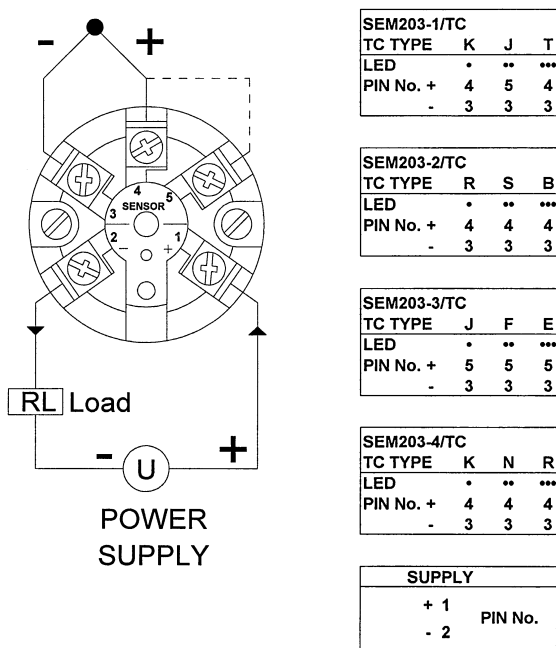 - +
4 5
SENSOR
3
2 1
- +
RL Load
- +
U
POWER
SUPPLY
SEM203-1/TC
TC TYPE K J T
LED • •• •••
PIN No. + 4 5 4
- 3 3 3
SEM203-2/TC
TC TYPE R S B
LED • •• •••
PIN No. + 4 4 4
- 3 3 3
SEM203-3/TC
TC TYPE J F E
LED • •• •••
PIN No. + 5 5 5
- 3 3 3
SEM203-4/TC
TC TYPE K N R
LED • •• •••
PIN No. + 4 4 4
- 3 3 3
SUPPLY
+ 1
PIN No.
- 2